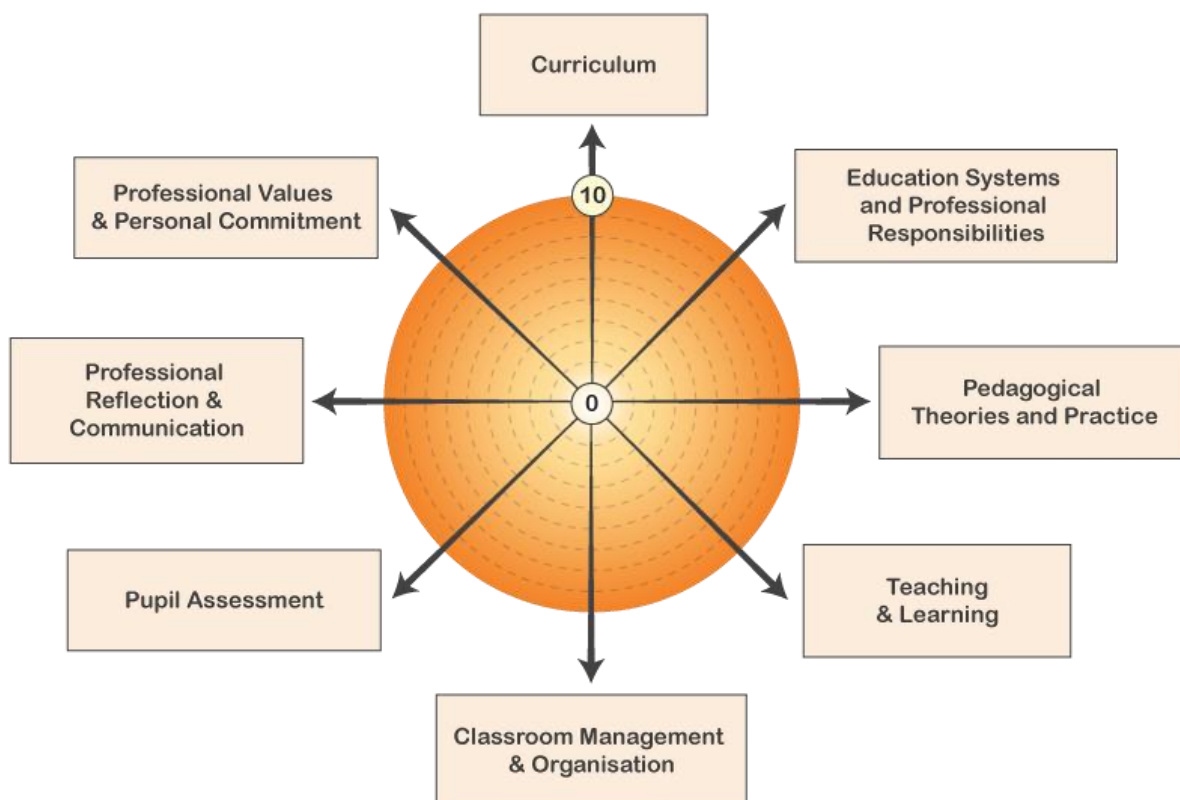 Curriculum
Education Systems
and Professional
Responsibilities
Pedagogical
Theories and Practice
Teaching
& Learning
Classroom Management
& Organisation
Pupil Assessment
Professional
Reflection &
Communication
Professional Values
& Personal Commitment
10
0